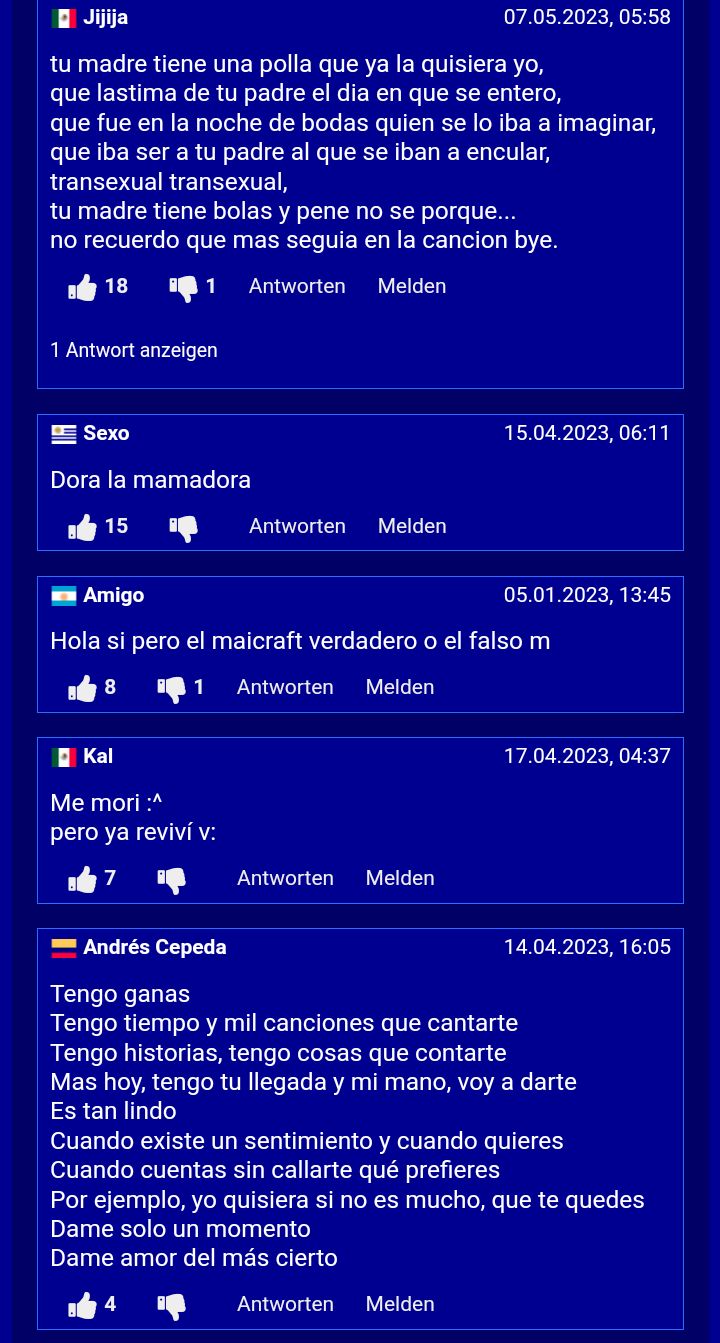 Jijija 07.05.2023, 05:58
tu madre tiene una polla que ya la quisiera yo,
que lastima de tu padre el dia en que se entero,
que fue en la noche de bodas quien se lo iba a imaginar,
que iba ser a tu padre al que se iban a encular,
transexual transexual,
tu madre tiene bolas y pene no se porque...
no recuerdo que mas seguia en la cancion bye.
18 1 Antworten Melden
1 Antwort anzeigen
Sexo 15.04.2023, 06:11
Dora la mamadora
15 Antworten Melden
Amigo 05.01.2023, 13:45
Hola si pero el maicraft verdadero o el falso m
8 1 Antworten Melden
Kal 17.04.2023, 04:37
Me mori :^
pero ya reviví v:
7 Antworten Melden
Andrés Cepeda 14.04.2023, 16:05
Tengo ganas
Tengo tiempo y mil canciones que cantarte
Tengo historias, tengo cosas que contarte
Mas hoy, tengo tu llegada y mi mano, voy a darte
Es tan lindo
Cuando existe un sentimiento y cuando quieres
Cuando cuentas sin callarte qué prefieres
Por ejemplo, yo quisiera si no es mucho, que te quedes
Dame solo un momento
Dame amor del más cierto
4 Antworten Melden